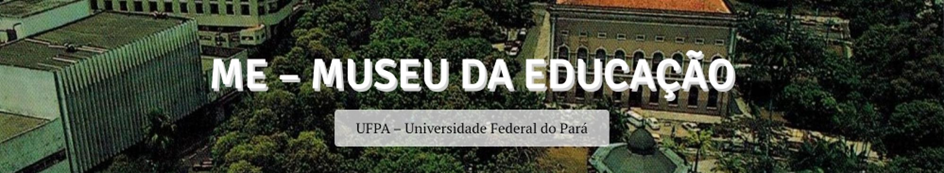 ME – MUSEU DA EDUCAÇÃO
UFPA – Universidade Federal do Pará